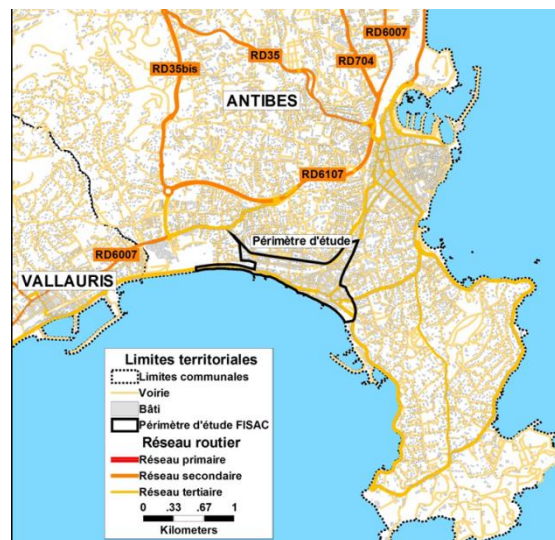 RD6007
RD35
RD35bis
RD704
ANTIBES
RD6107
Périmètre d'étude
RD6007
VALLAURIS
Limites territoriales
Limites communales
Voirie
Bâti
Périmètre d'étude FISAC
Réseau routier
Réseau primaire
Réseau secondaire
Réseau tertiaire
0 .33 .67 1
Kilometers